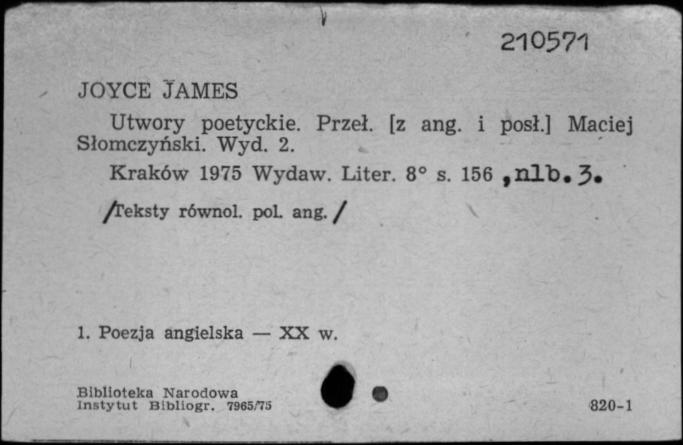 210571
JOYCE JAMES
Utwory poetyckie. Przeł. [z ang. i posł.] Maciej
Słomczyński. Wyd. 2.
Kraków 1975 Wydaw. Liter. 8° s. 156 , nlb. 3.
/Teksty równol. pol. ang. /
1. Poezja angielska — XX w.
Biblioteka Narodowa
Instytut Bibliogr. 7965/75
820-1